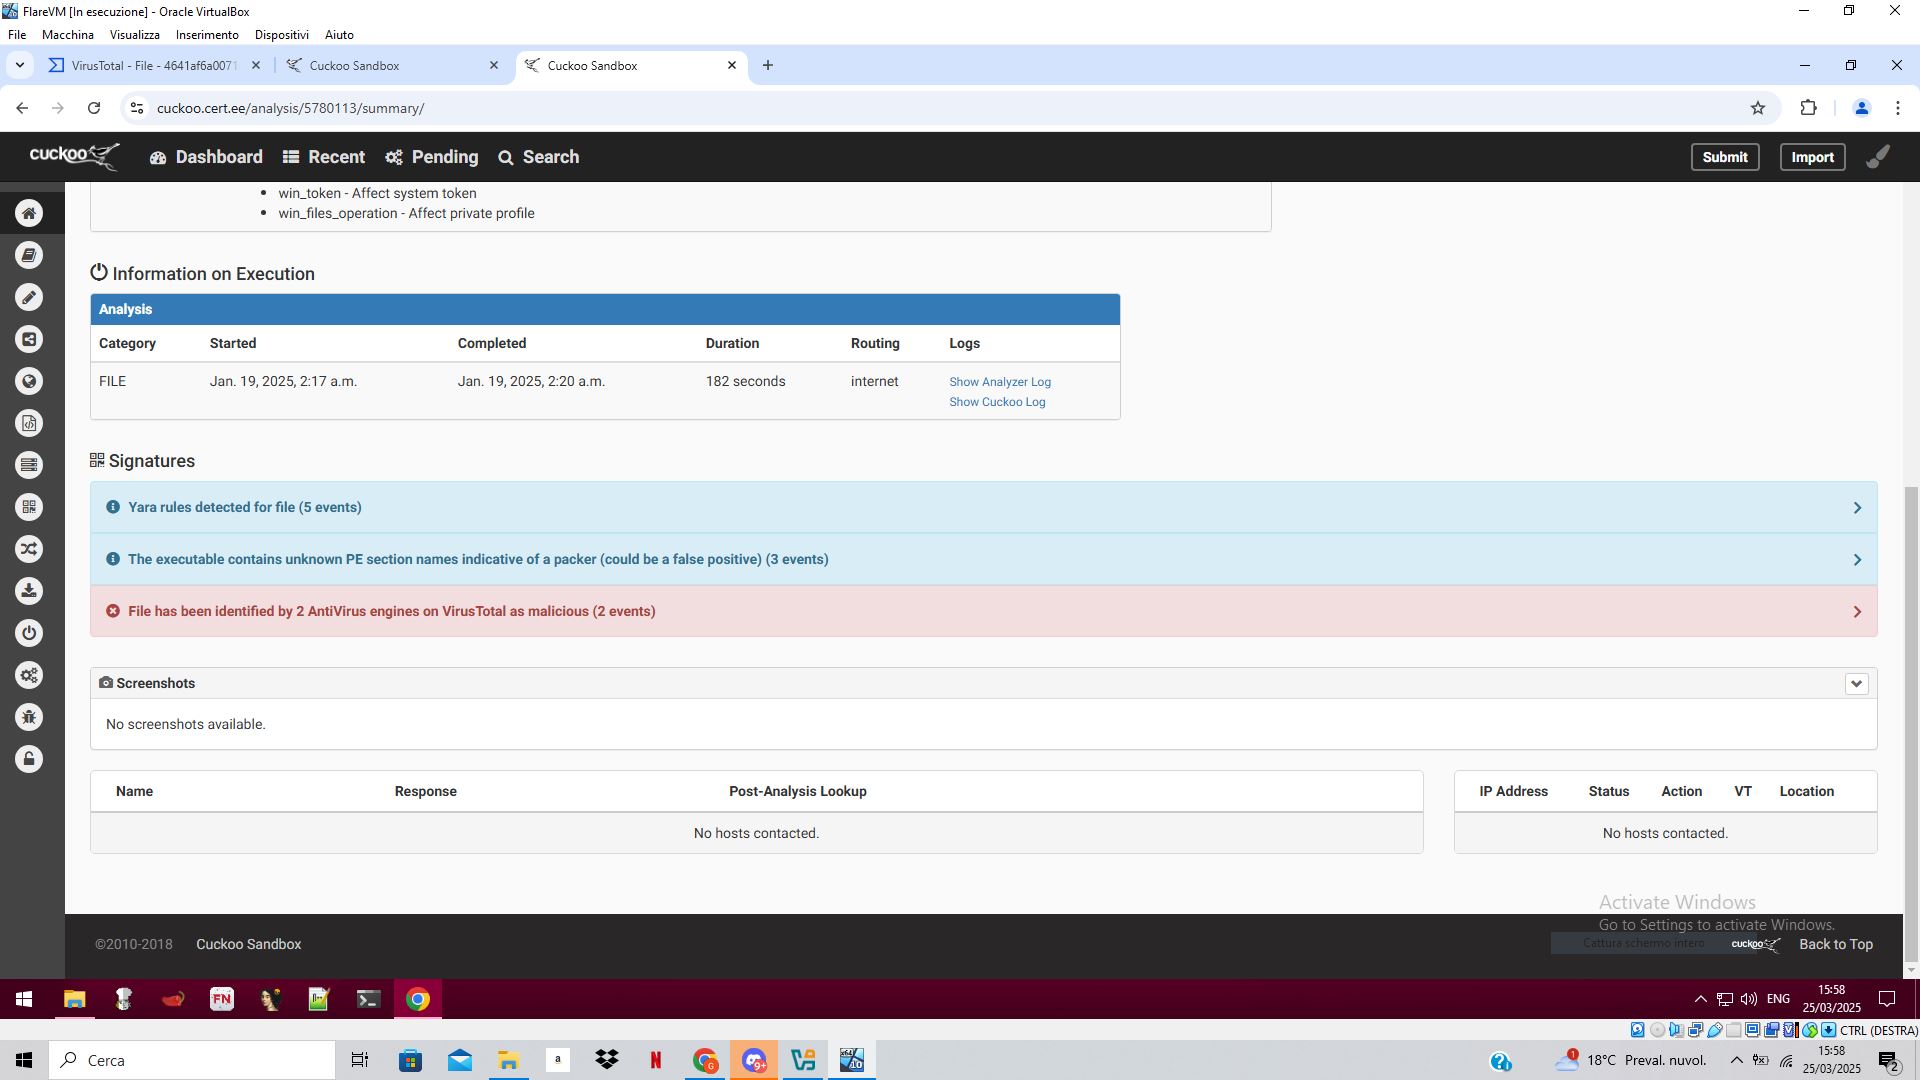 FlareVM [In esecuzione] - Oracle VirtualBox
File Macchina Visualizza Inserimento Dispositivi Aiuto
VirusTotal - File - 4641af6a0071
Cuckoo Sandbox
Cuckoo Sandbox
cuckoo.cert.ee/analysis/5780113/summary/
cuckoo Dashboard Recent Pending Search Submit Import
win_token - Affect system token
win_files_operation - Affect private profile
Information on Execution
Analysis
Category Started Completed Duration Routing Logs
FILE Jan. 19, 2025, 2:17 a.m. Jan. 19, 2025, 2:20 a.m. 182 seconds internet Show Analyzer Log
Show Cuckoo Log
Signatures
Yara rules detected for file (5 events)
The executable contains unknown PE section names indicative of a packer (could be a false positive) (3 events)
File has been identified by 2 AntiVirus engines on VirusTotal as malicious (2 events)
Screenshots
No screenshots available.
Name Response Post-Analysis Lookup
No hosts contacted.
IP Address Status Action VT Location
No hosts contacted.
Activate Windows
Go to Settings to activate Windows.
©2010-2018 Cuckoo Sandbox
Cattura schermo intero
cuckoo Back to Top
FN
ENG
15:58
25/03/2025
CTRL (DESTRA)
Cerca
a
N
G
9+
x64
10
1
18°C Preval. nuvol.
15:58
25/03/2025
2